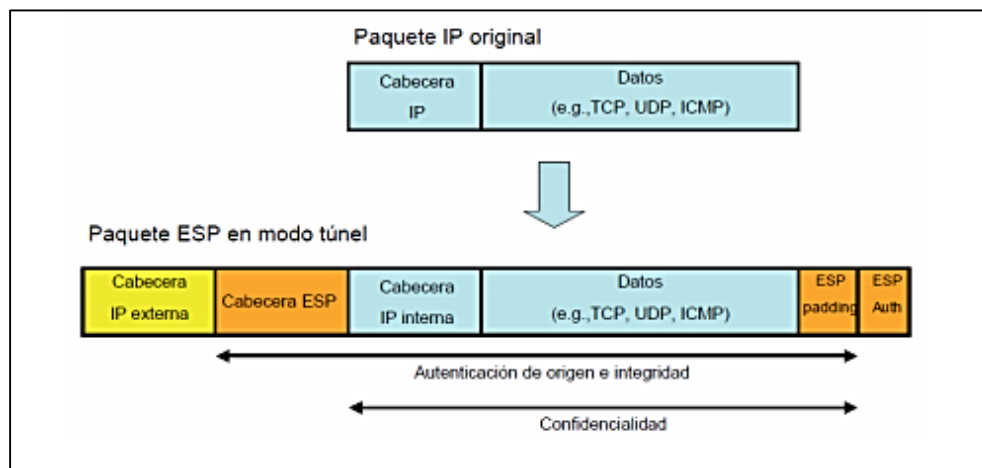 Paquete IP original
Cabecera
IP
Datos
(e.g.,TCP, UDP, ICMP)
Paquete ESP en modo túnel
Cabecera
IP externa
Cabecera ESP
Cabecera
IP interna
Datos
(e.g.,TCP, UDP, ICMP)
ESP
padding
ESP
Auth
Autenticación de origen e integridad
Confidencialidad